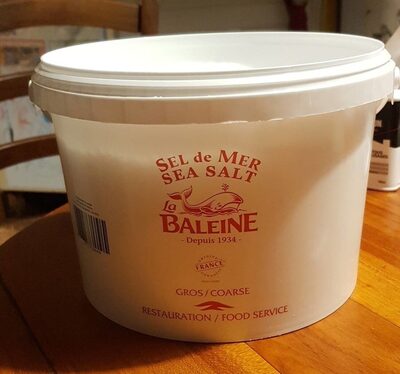 SEL de MER
SEA SALT
La
BALEINE
- Depuis 1934 -
FRANCE
GROS / COARSE
RESTAURATION / FOOD SERVICE